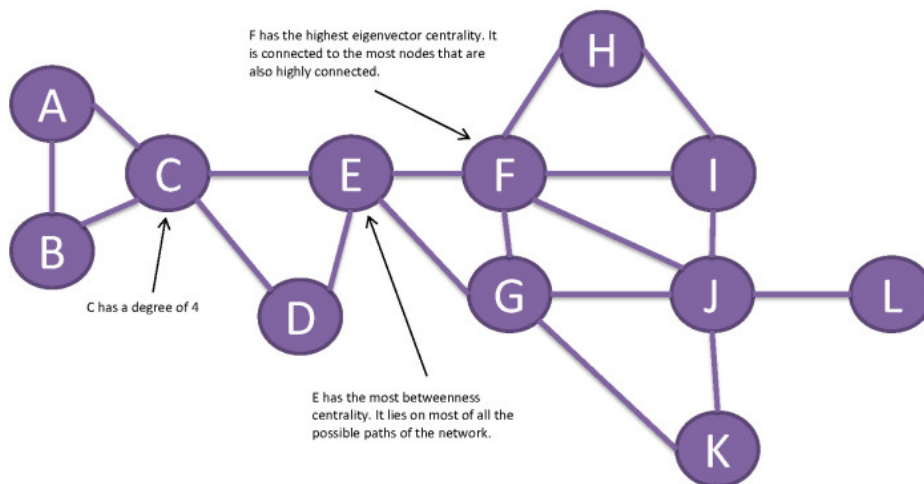 F has the highest eigenvector centrality. It
is connected to the most nodes that are
also highly connected.
H
A
C
E
F
I
B
G
J
L
D
C has a degree of 4
E has the most betweenness
centrality. It lies on most of all the
possible paths of the network.
K